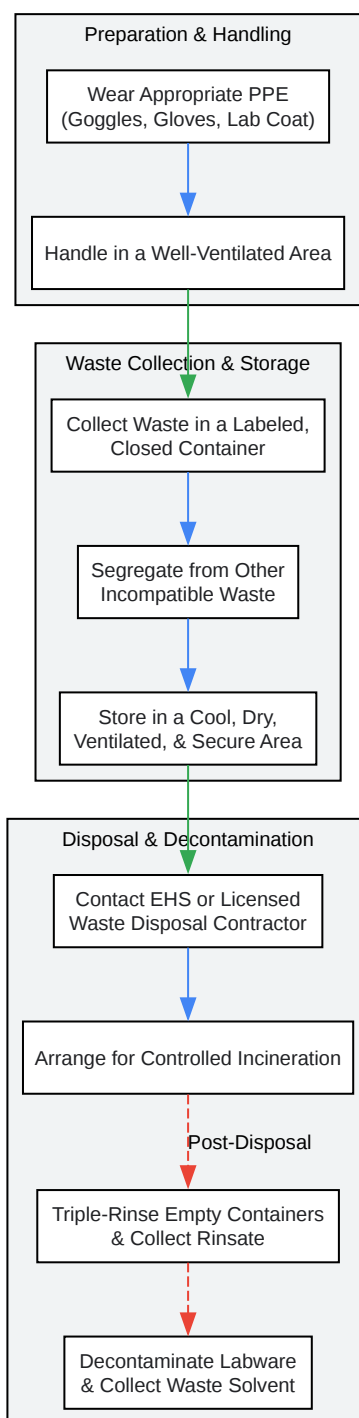 Preparation & Handling
Wear Appropriate PPE
(Goggles, Gloves, Lab Coat)
Handle in a Well-Ventilated Area
Waste Collection & Storage
Collect Waste in a Labeled,
Closed Container
Segregate from Other
Incompatible Waste
Store in a Cool, Dry,
Ventilated, & Secure Area
Disposal & Decontamination
Contact EHS or Licensed
Waste Disposal Contractor
Arrange for Controlled Incineration
Post-Disposal
Triple-Rinse Empty Containers
& Collect Rinsate
Decontaminate Labware
& Collect Waste Solvent